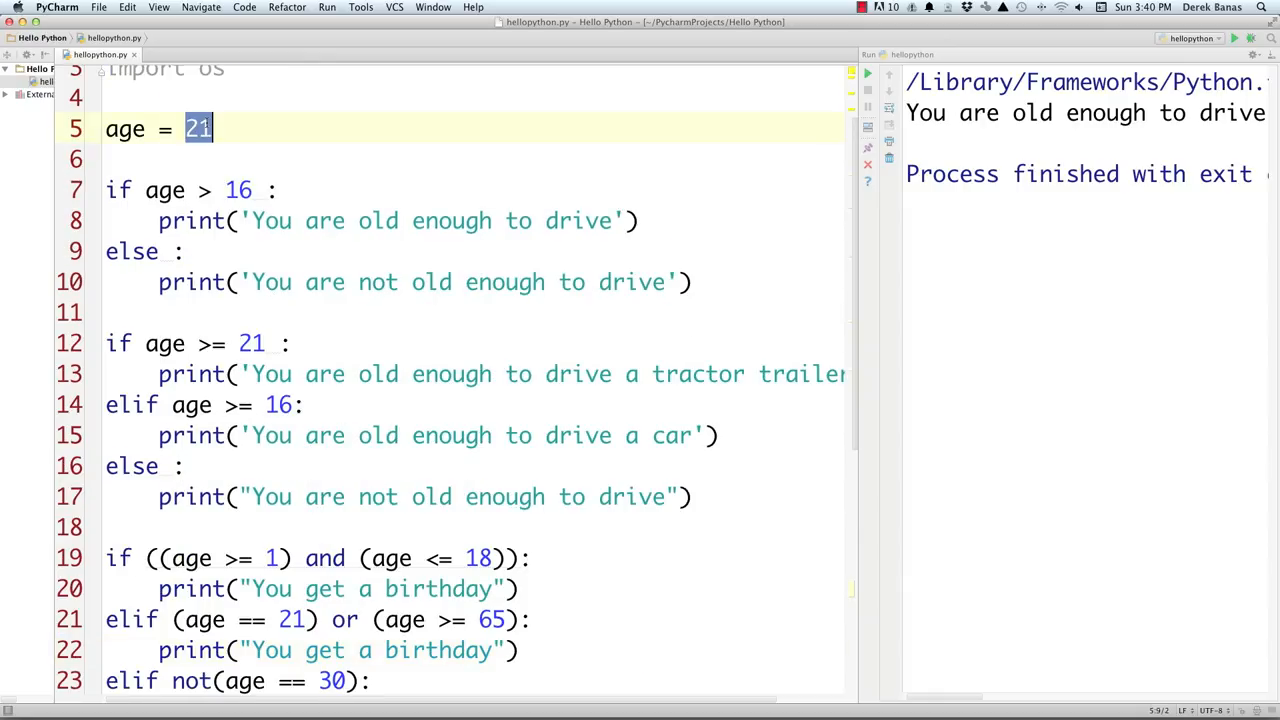 PyCharm File Edit View Navigate Code Refactor Run Tools VCS Window Help 10 Sun 3:40 PM Derek Banas
hellopython.py – Hello Python – [~/PycharmProjects/Hello Python]
Hello Python hellopython.py hellopython
hellopython.py × Run hellopython
Hello P
hell
Extern
3 import os
4
5 age = 21
6
7 if age > 16 :
8 print('You are old enough to drive')
9 else :
10 print('You are not old enough to drive')
11
12 if age >= 21 :
13 print('You are old enough to drive a tractor trailer
14 elif age >= 16:
15 print('You are old enough to drive a car')
16 else :
17 print("You are not old enough to drive")
18
19 if ((age >= 1) and (age <= 18)):
20 print("You get a birthday")
21 elif (age == 21) or (age >= 65):
22 print("You get a birthday")
23 elif not(age == 30):
/Library/Frameworks/Python.
You are old enough to drive
Process finished with exit
5:9/2 LF UTF-8